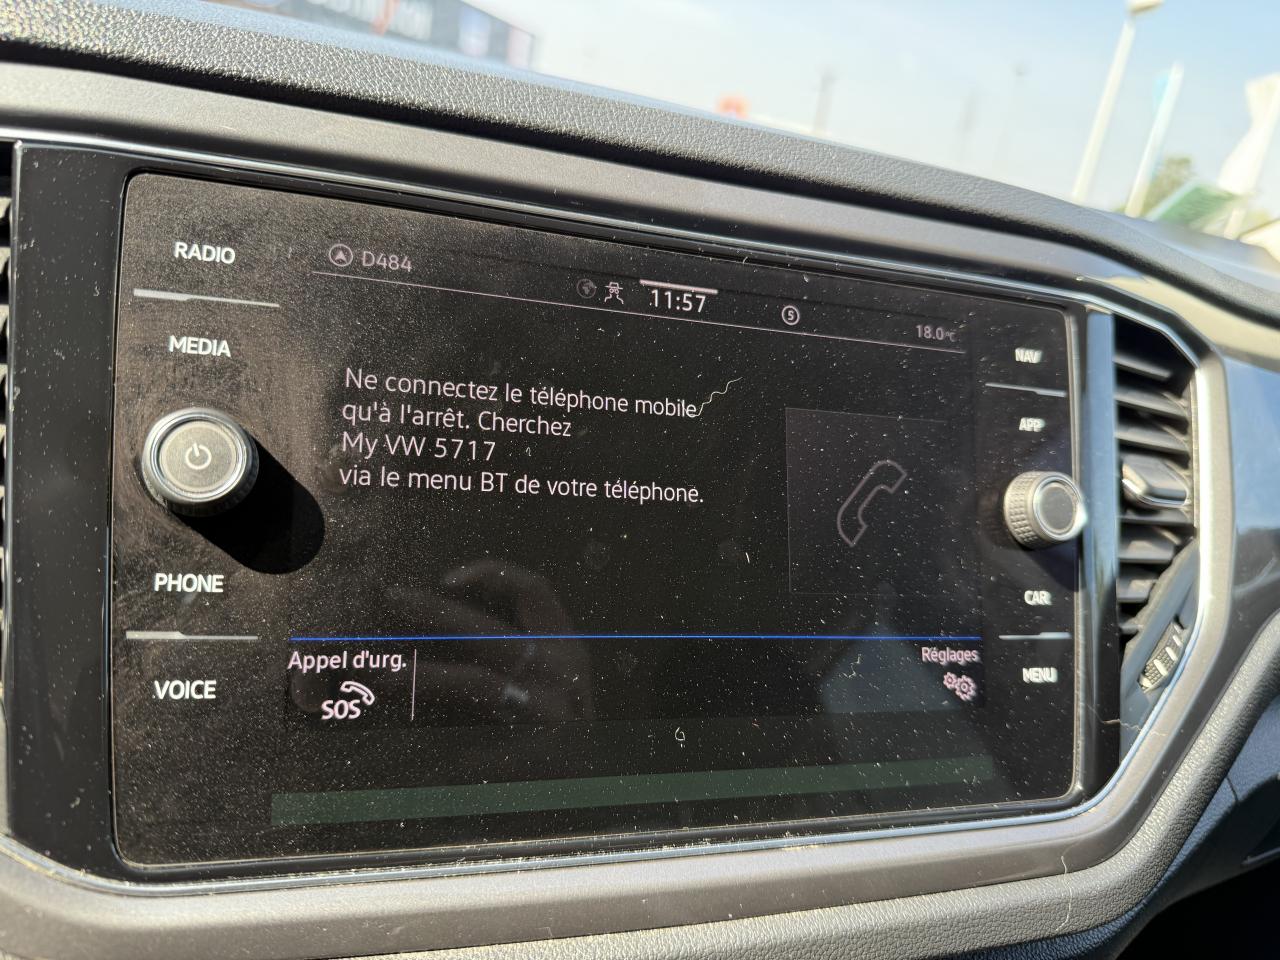 RADIO
MEDIA
PHONE
VOICE
D484
11:57
S
18.0°C
Ne connectez le téléphone mobile
qu'à l'arrêt. Cherchez
My VW 5717
via le menu BT de votre téléphone.
Appel d'urg.
SOS
Réglages
NAV
APP
CAR
MENU